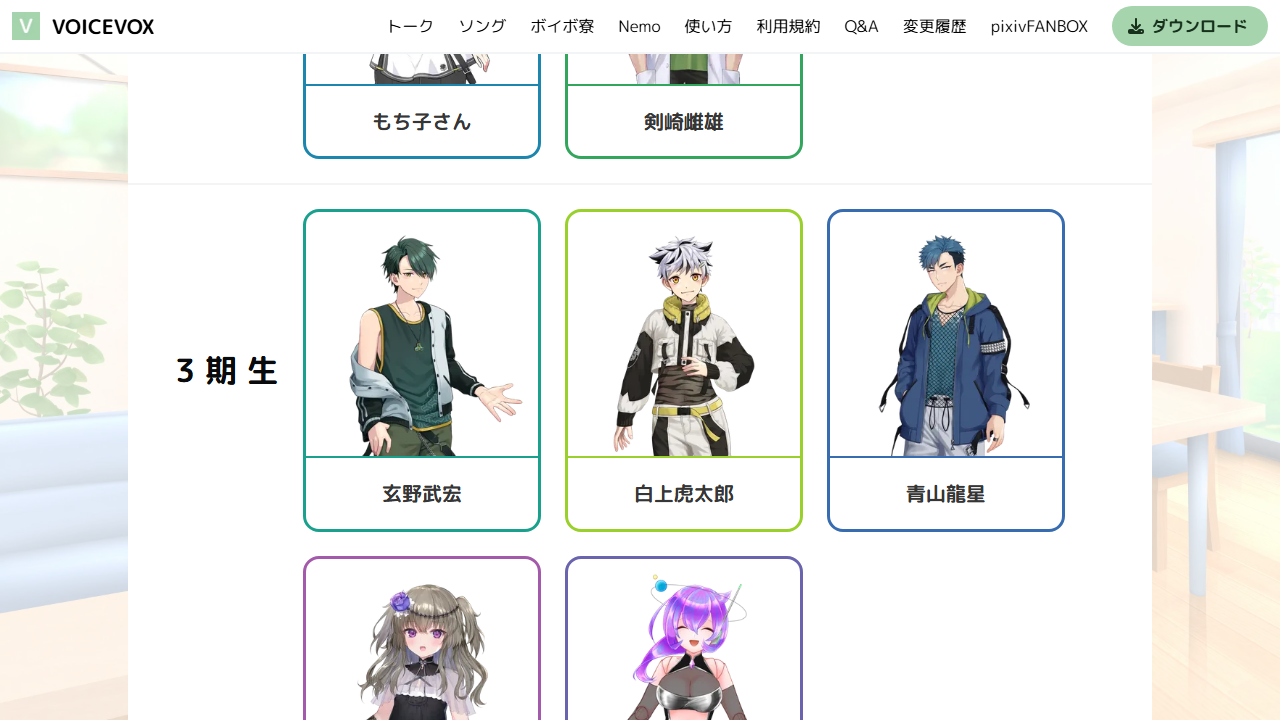 V VOICEVOX トーク ソング ボイボ寮 Nemo 使い方 利用規約 Q&A 変更履歴 pixivFANBOX ダウンロード
もち子さん 剣崎雌雄
3期生
玄野武宏 白上虎太郎 青山龍星